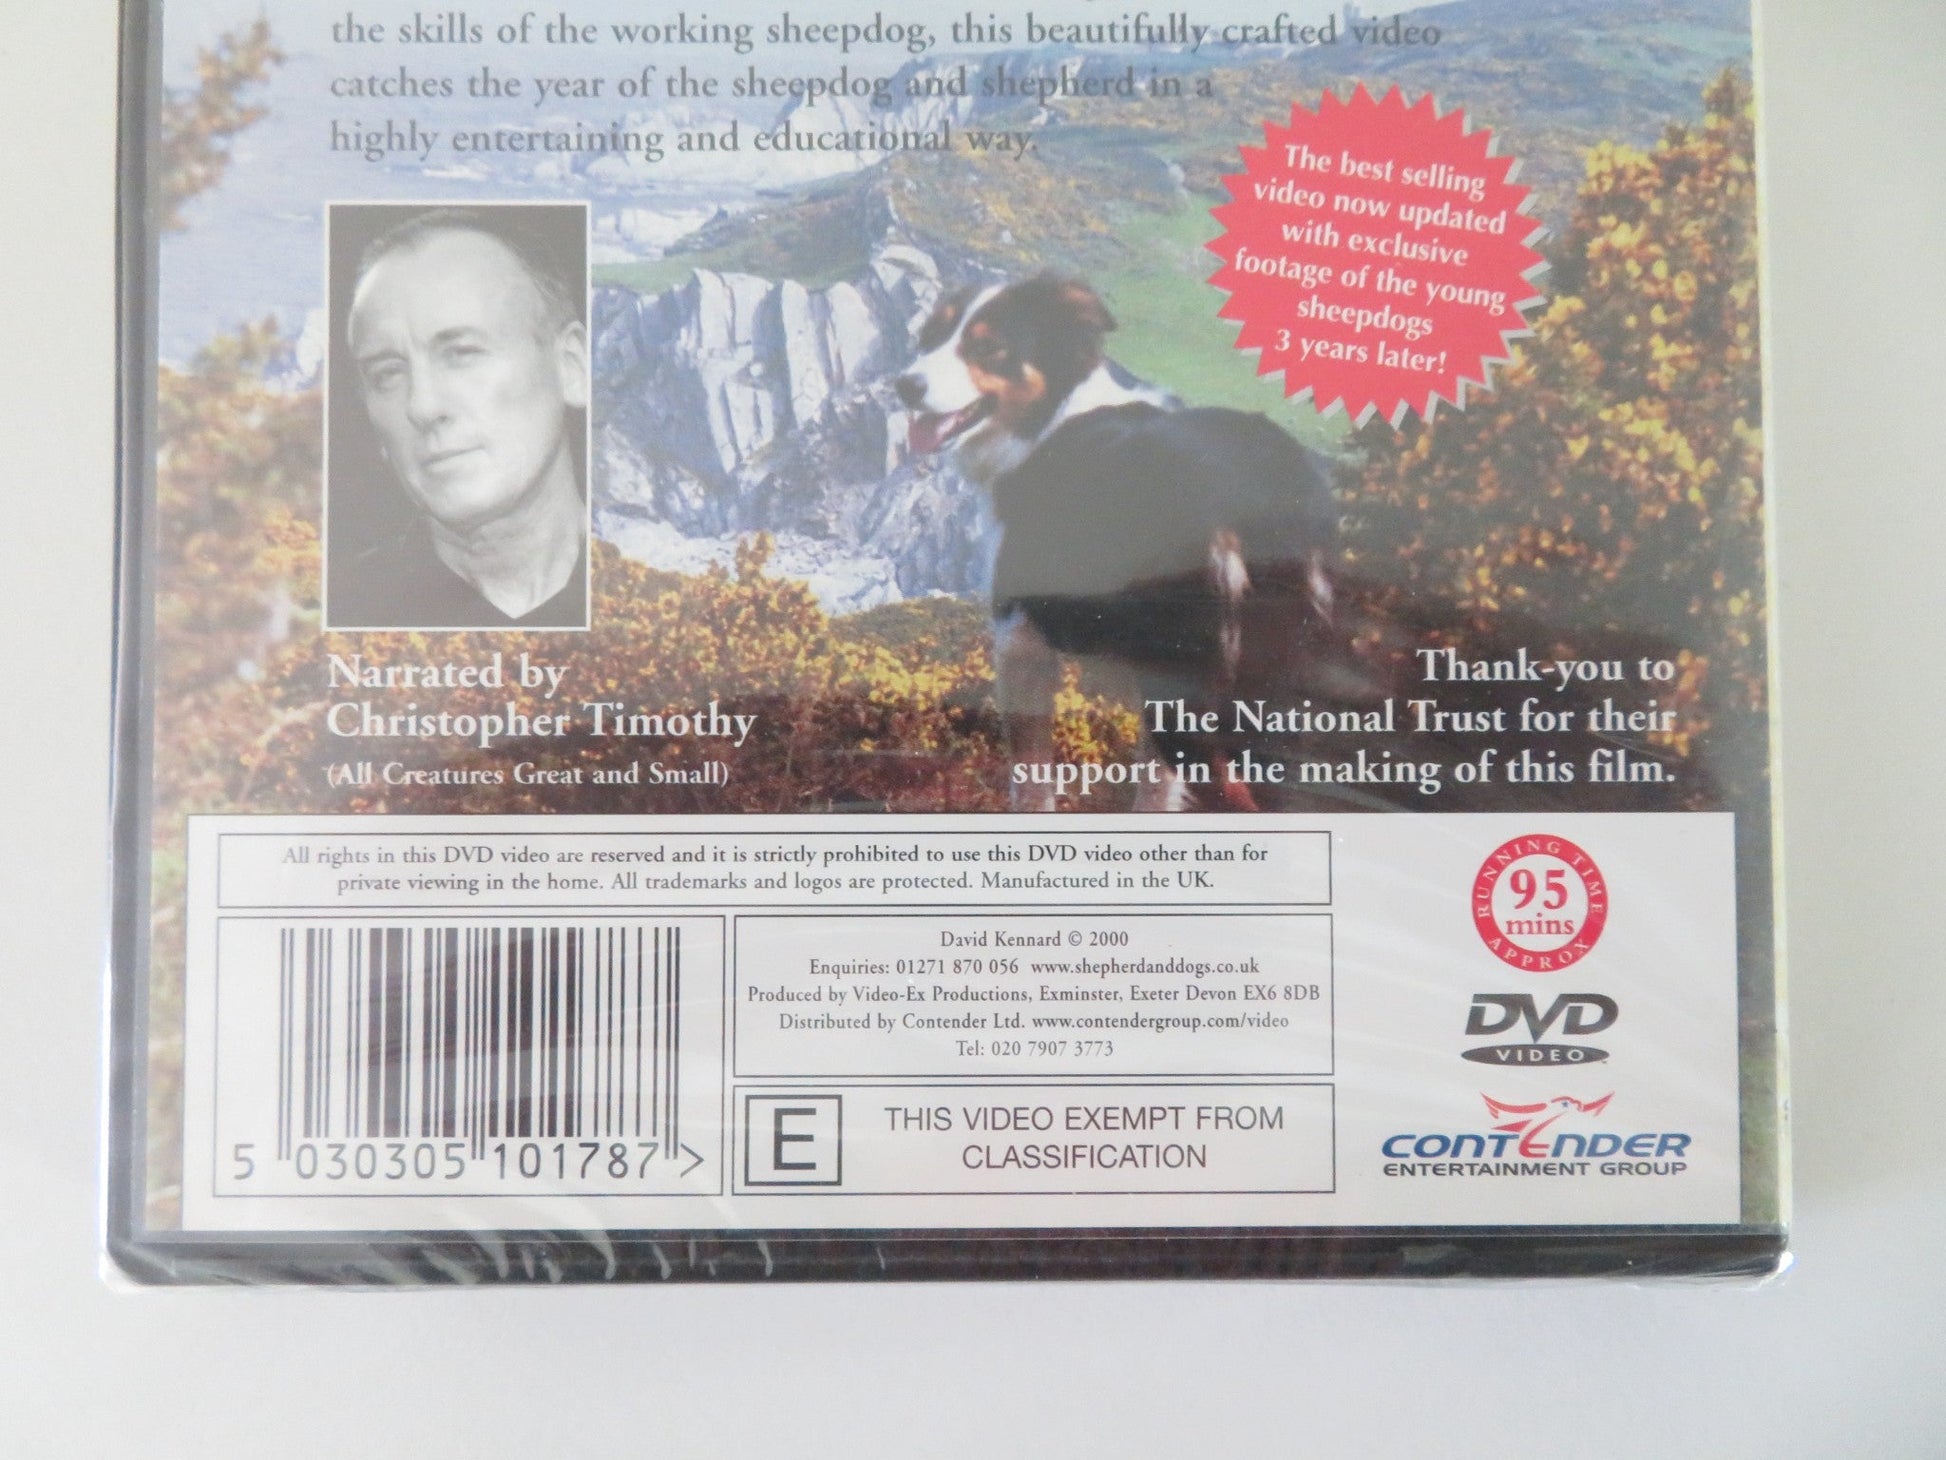 the skills of the working sheepdog, this beautifully crafted video
catches the year of the sheepdog and shepherd in a
highly entertaining and educational way.
The best selling
video now updated
with exclusive
footage of the young
sheepdogs
3 years later!
Narrated by
Christopher Timothy
(All Creatures Great and Small)
Thank-you to
The National Trust for their
support in the making of this film.
All rights in this DVD video are reserved and it is strictly prohibited to use this DVD video other than for
private viewing in the home. All trademarks and logos are protected. Manufactured in the UK.
5 030305 101787 >
David Kennard © 2000
Enquiries: 01271 870 056 www.shepherdanddogs.co.uk
Produced by Video-Ex Productions, Exminster, Exeter Devon EX6 8DB
Distributed by Contender Ltd. www.contendergroup.com/video
Tel: 020 7907 3773
E
THIS VIDEO EXEMPT FROM
CLASSIFICATION
RUNNING TIME
95
mins
APPROX
DVD
VIDEO
CONTENDER
ENTERTAINMENT GROUP